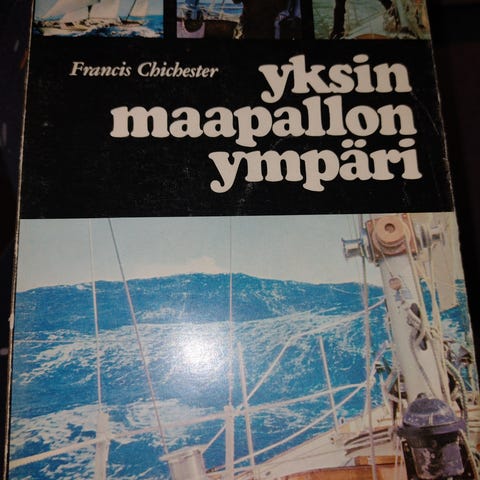 Francis Chichester yksin
maapallon
ympäri